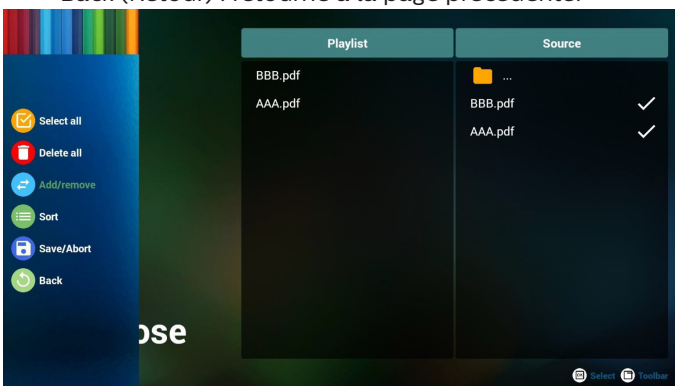 Back (Retour) : retourne à la page précédente.
Playlist
Source
BBB.pdf
AAA.pdf
...
BBB.pdf
AAA.pdf
Select all
Delete all
Add/remove
Sort
Save/Abort
Back
ose
Select
Toolbar